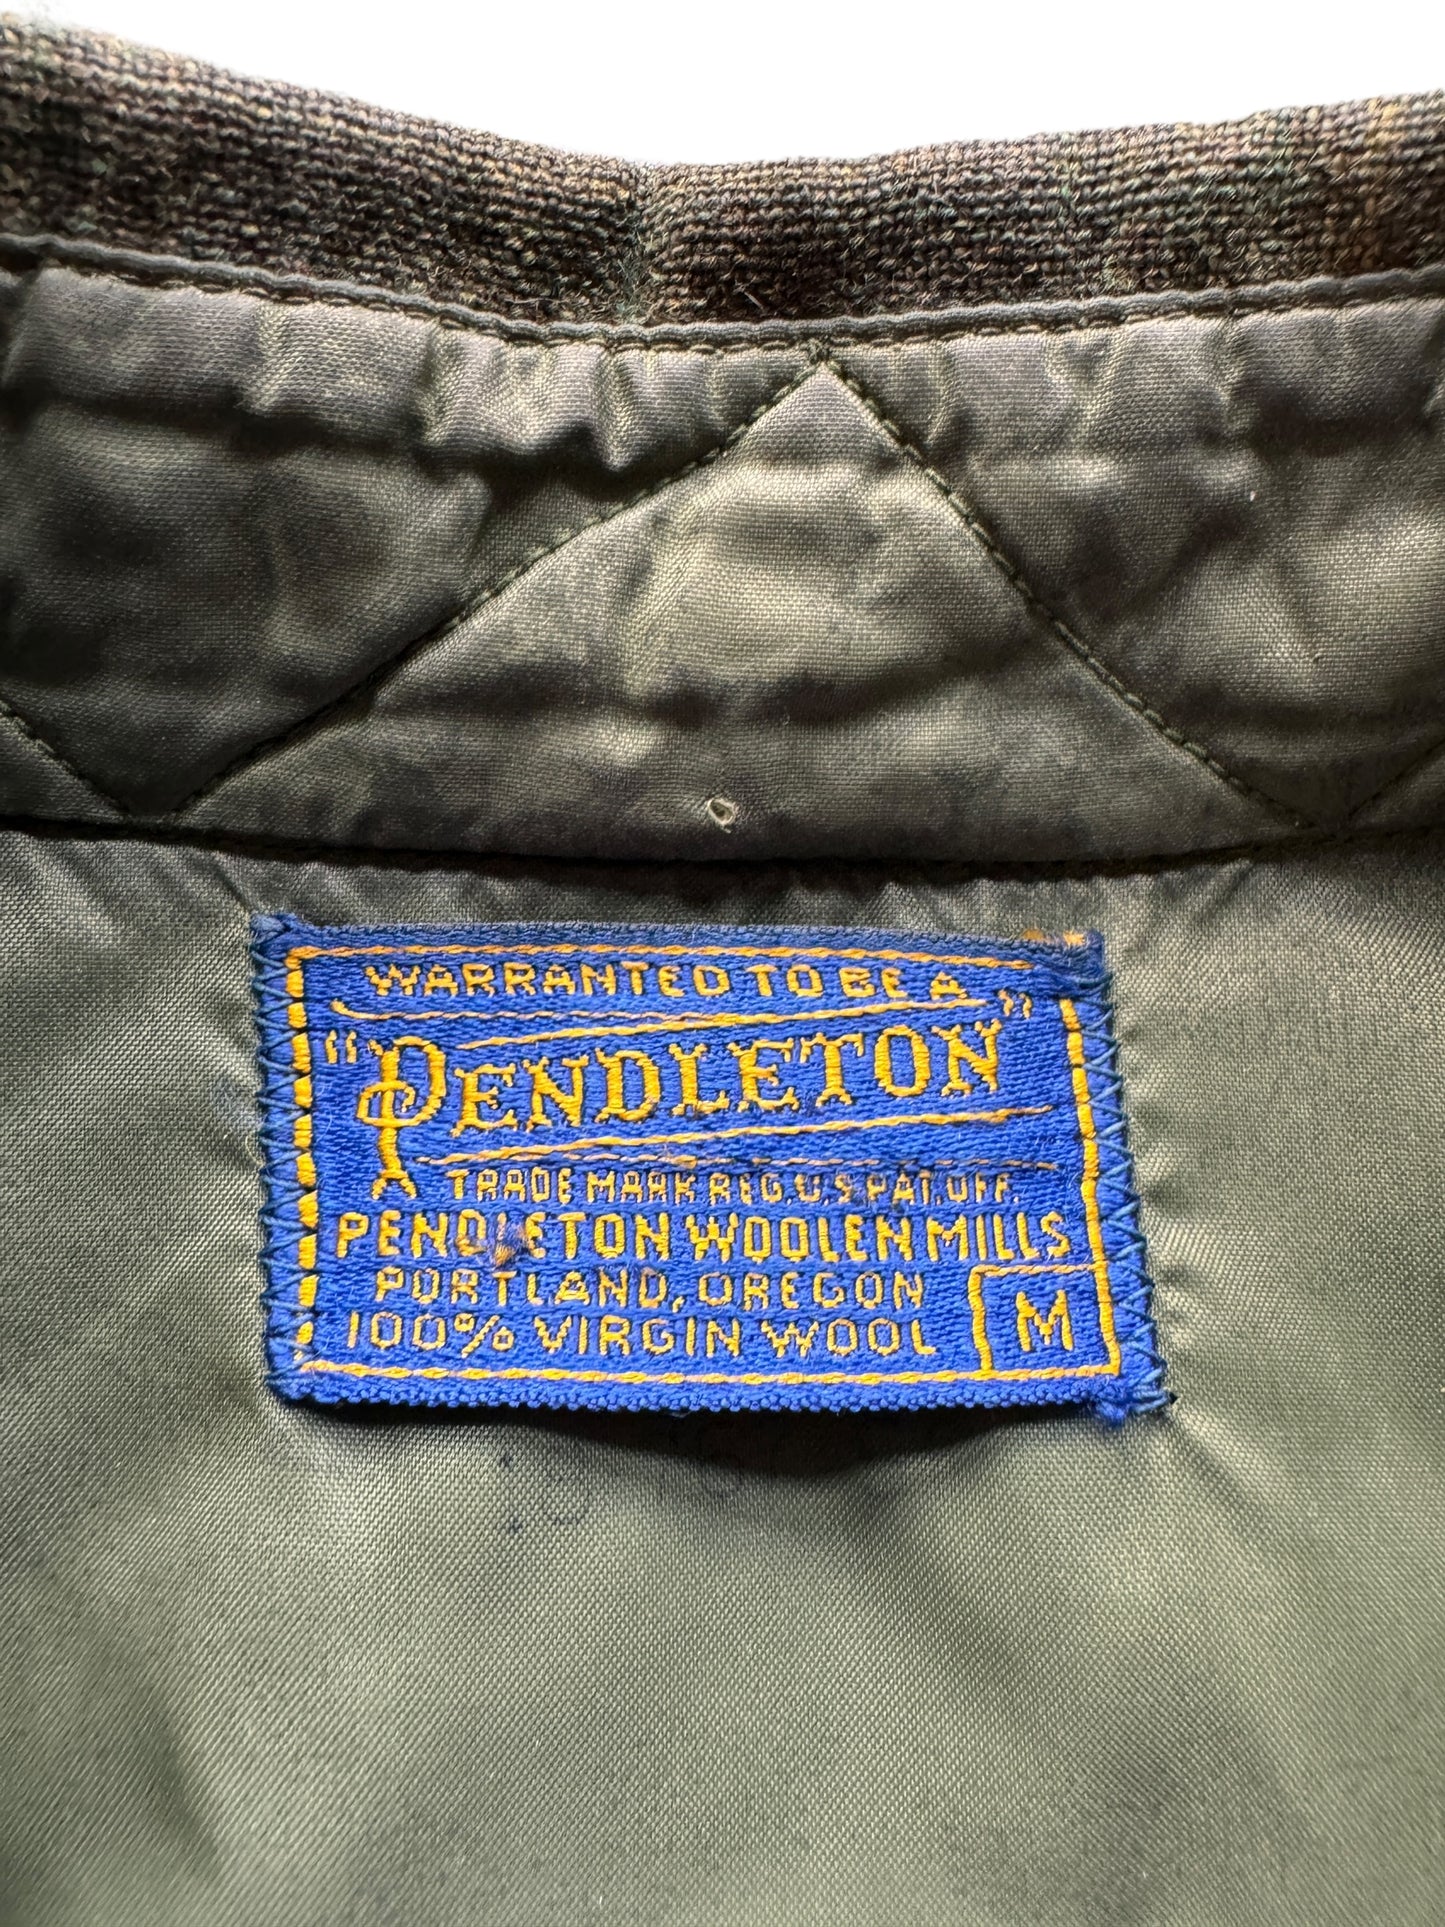 WARRANTED TO BE A
"PENDLETON"
TRADE MARK REG. U.S. PAT. OFF.
PENDLETON WOOLEN MILLS
PORTLAND, OREGON
100% VIRGIN WOOL
M